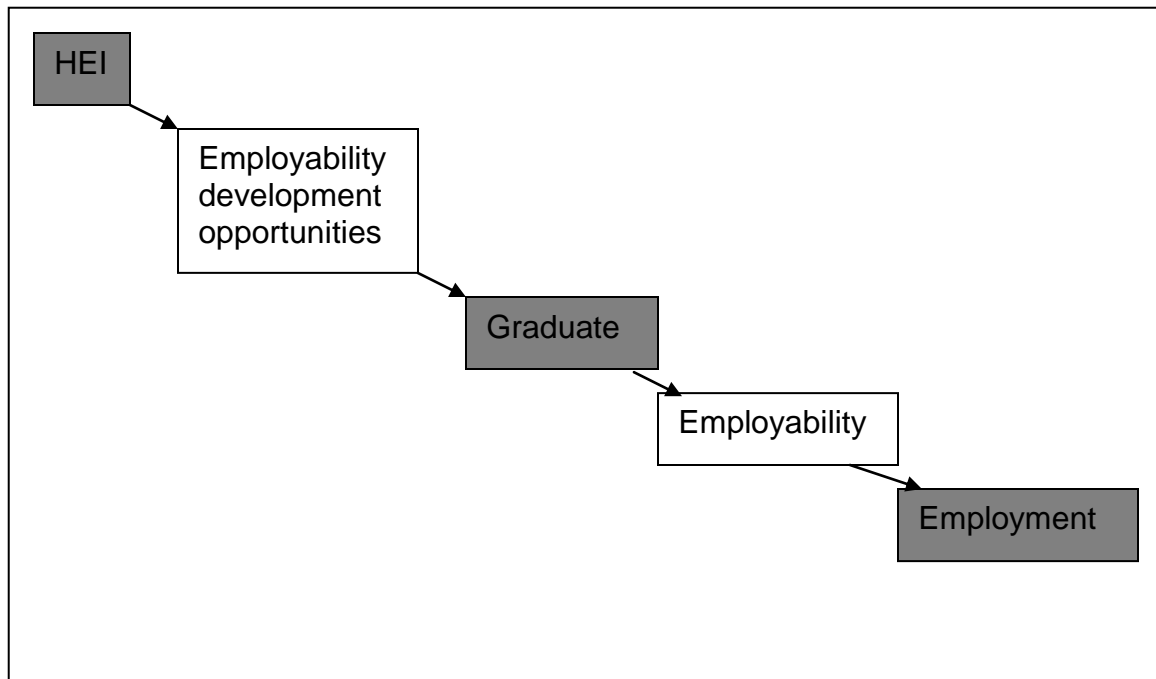 HEI
Employability
development
opportunities
Graduate
Employability
Employment